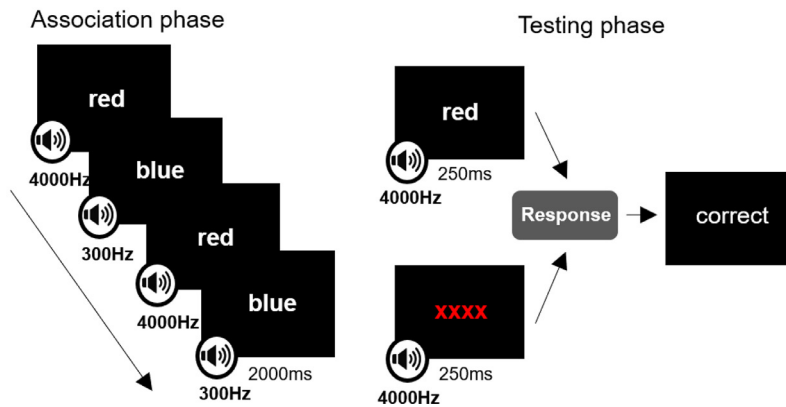 Association phase
red
4000Hz
blue
300Hz
red
4000Hz
blue
300Hz
2000ms
Testing phase
red
250ms
4000Hz
xxxx
250ms
4000Hz
Response
correct